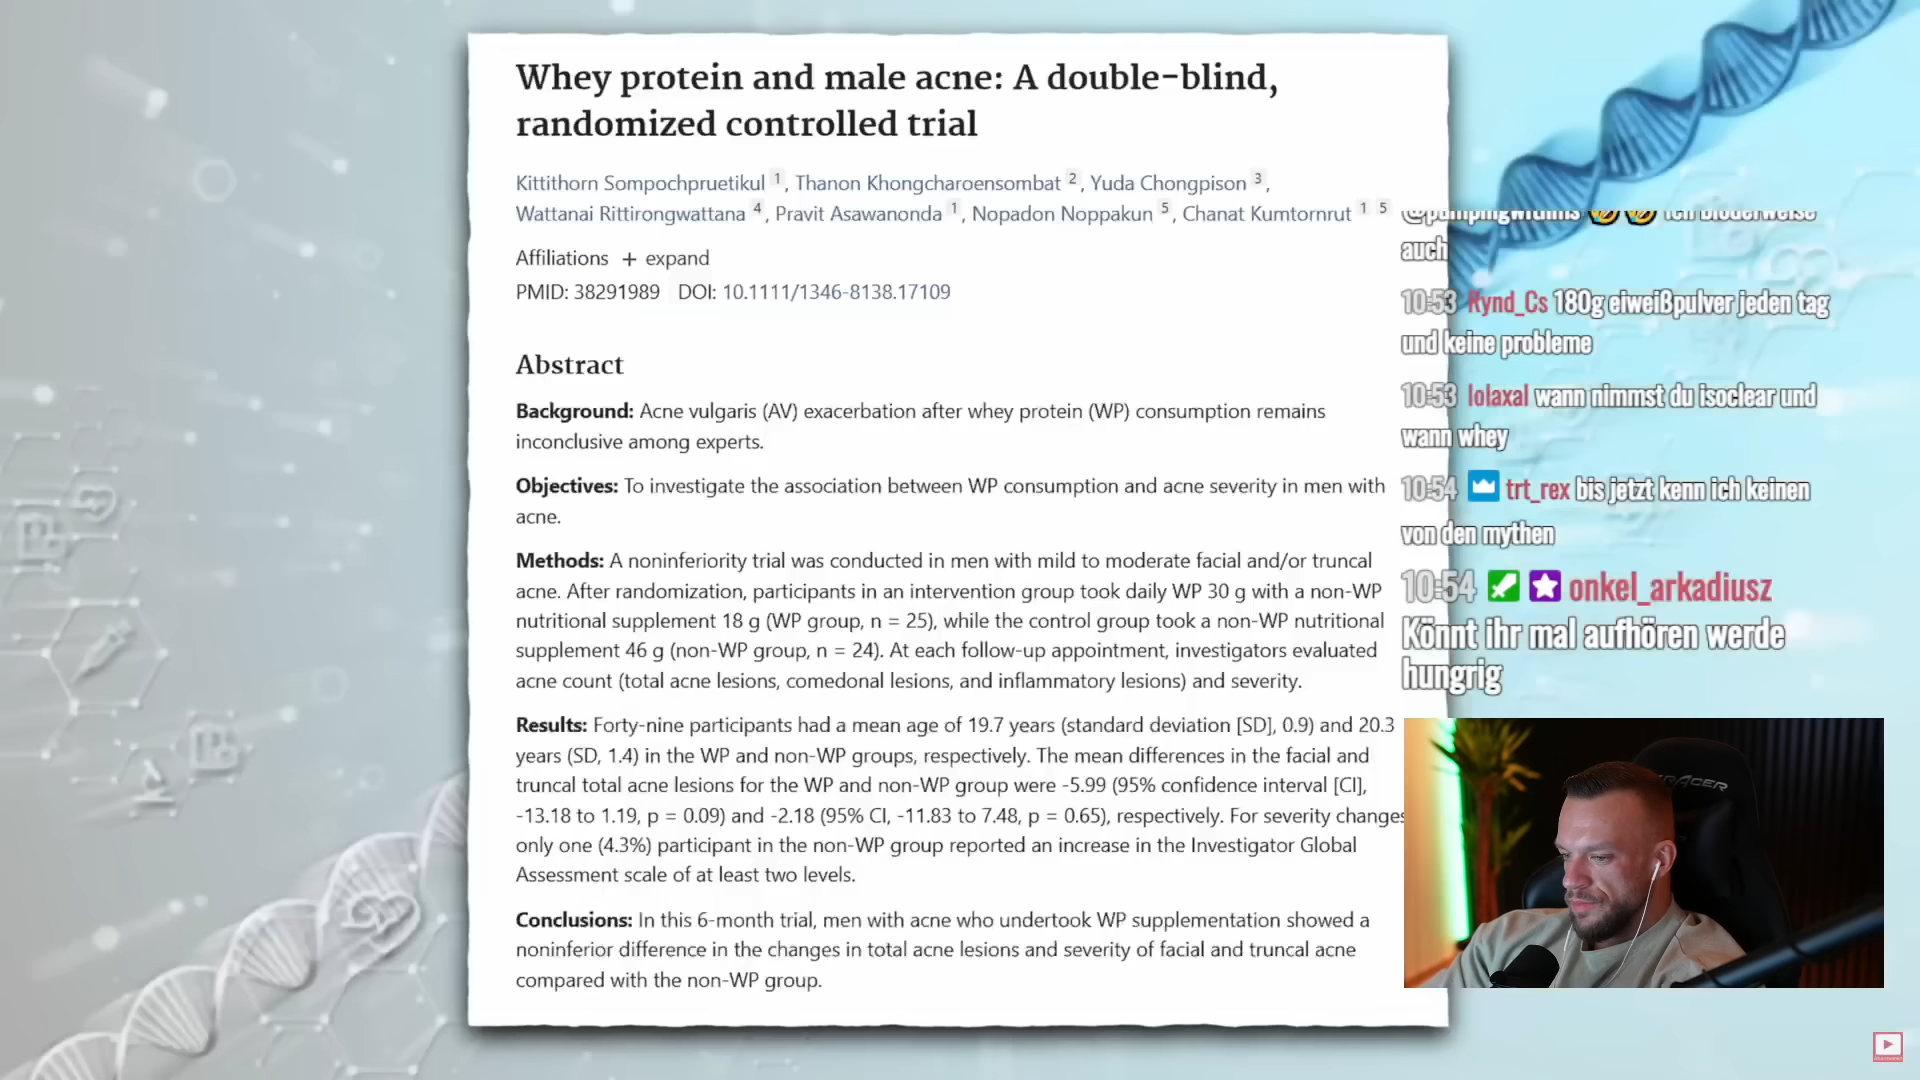 Whey protein and male acne: A double-blind,
randomized controlled trial
Kittithorn Sompochpruetikul 1, Thanon Khongcharoensombat 2, Yuda Chongpison 3,
Wattanai Rittirongwattana 4, Pravit Asawanonda 1, Nopadon Noppakun 5, Chanat Kumtornrut 1 5
Affiliations + expand
PMID: 38291989 DOI: 10.1111/1346-8138.17109
Abstract
Background: Acne vulgaris (AV) exacerbation after whey protein (WP) consumption remains
inconclusive among experts.
Objectives: To investigate the association between WP consumption and acne severity in men with
acne.
Methods: A noninferiority trial was conducted in men with mild to moderate facial and/or truncal
acne. After randomization, participants in an intervention group took daily WP 30 g with a non-WP
nutritional supplement 18 g (WP group, n = 25), while the control group took a non-WP nutritional
supplement 46 g (non-WP group, n = 24). At each follow-up appointment, investigators evaluated
acne count (total acne lesions, comedonal lesions, and inflammatory lesions) and severity.
Results: Forty-nine participants had a mean age of 19.7 years (standard deviation [SD], 0.9) and 20.3
years (SD, 1.4) in the WP and non-WP groups, respectively. The mean differences in the facial and
truncal total acne lesions for the WP and non-WP group were -5.99 (95% confidence interval [CI],
-13.18 to 1.19, p = 0.09) and -2.18 (95% CI, -11.83 to 7.48, p = 0.65), respectively. For severity changes
only one (4.3%) participant in the non-WP group reported an increase in the Investigator Global
Assessment scale of at least two levels.
Conclusions: In this 6-month trial, men with acne who undertook WP supplementation showed a
noninferior difference in the changes in total acne lesions and severity of facial and truncal acne
compared with the non-WP group.
ich blöderweise
auch
10:53 Rynd_Cs 180g eiweißpulver jeden tag
und keine probleme
10:53 lolaxal wann nimmst du isoclear und
wann whey
10:54 trt_rex bis jetzt kenn ich keinen
von den mythen
10:54 onkel_arkadiusz
Könnt ihr mal aufhören werde
hungrig